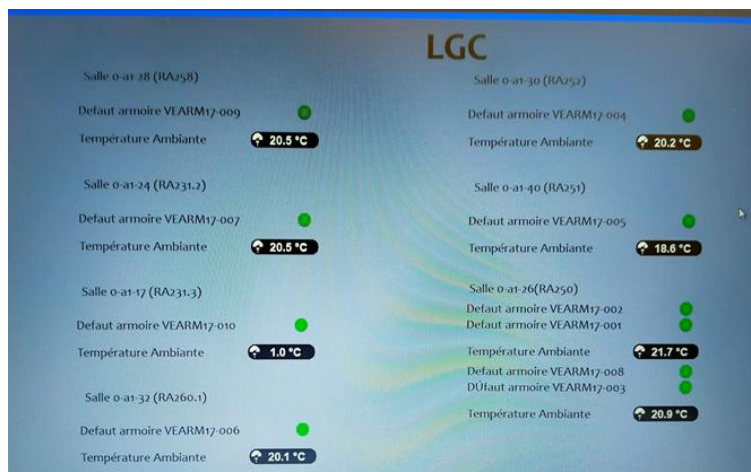 LGC
Salle 0-a1-28 (RA258)
Defaut armoire VEARM17-009
Température Ambiante 20.5 °C
Salle 0-a1-24 (RA231.2)
Defaut armoire VEARM17-007
Température Ambiante 20.5 °C
Salle 0-a1-17 (RA231.3)
Defaut armoire VEARM17-010
Température Ambiante 1.0 °C
Salle 0-a1-32 (RA260.1)
Defaut armoire VEARM17-006
Température Ambiante 20.1 °C
Salle 0-a1-30 (RA252)
Defaut armoire VEARM17-004
Température Ambiante 20.2 °C
Salle 0-a1-40 (RA251)
Defaut armoire VEARM17-005
Température Ambiante 18.6 °C
Salle 0-a1-26(RA250)
Defaut armoire VEARM17-002
Defaut armoire VEARM17-001
Température Ambiante 21.7 °C
Defaut armoire VEARM17-008
DÚfaut armoire VEARM17-003
Température Ambiante 20.9 °C